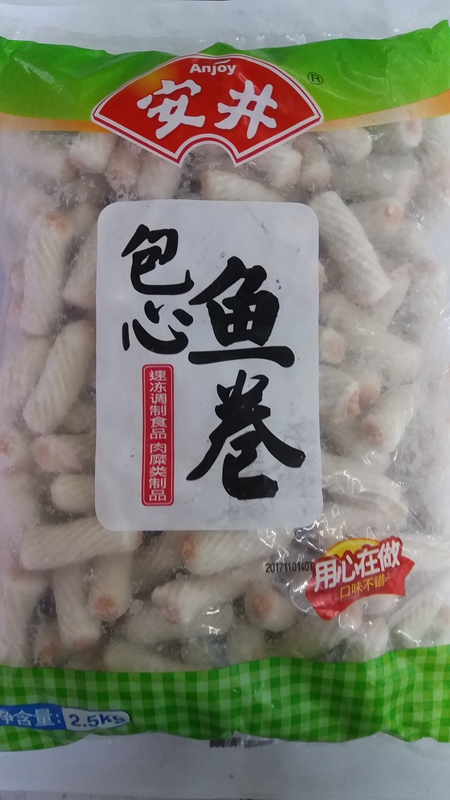 Anjoy
®
安井
包心
鱼卷
速冻调制食品 肉糜类制品
20171101401
用心在做
口味不错
净含量: 2.5kg